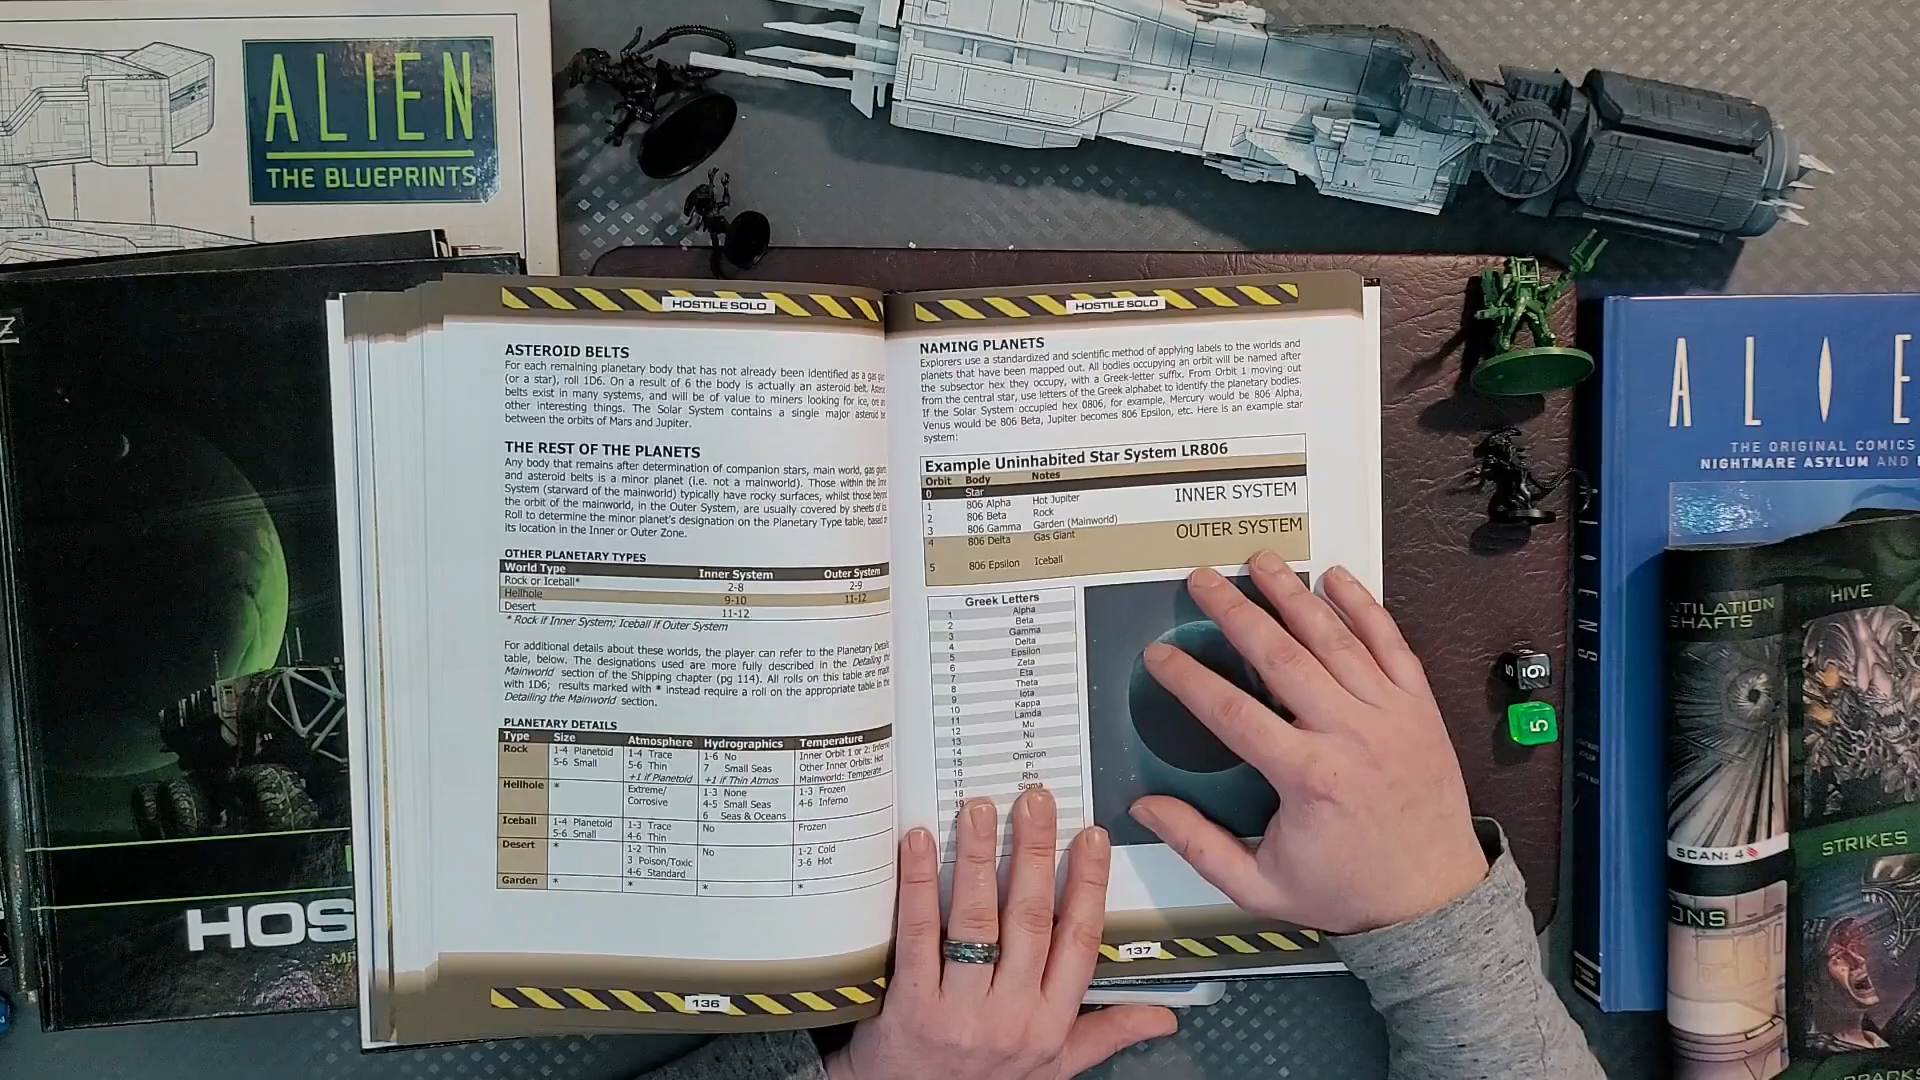 ALIEN
THE BLUEPRINTS
HOSTILE SOLO
ASTEROID BELTS
For each remaining planetary body that has not already been identified as a gas
(or a star), roll 1D6. On a result of 6 the body is actually an asteroid belt.
belts exist in many systems, and will be of value to miners looking for ice,
other interesting things. The Solar System contains a single major asteroid
between the orbits of Mars and Jupiter.
THE REST OF THE PLANETS
Any body that remains after determination of companion stars, main world, gas
and asteroid belts is a minor planet (i.e. not a mainworld). Those within the
System (starward of the mainworld) typically have rocky surfaces, whilst those
the orbit of the mainworld, in the Outer System, are usually covered by sheets of
Roll to determine the minor planet's designation on the Planetary Type table, based
its location in the Inner or Outer Zone.
OTHER PLANETARY TYPES
World Type Inner System Outer System
Rock or Iceball* 2-8 2-9
Hellhole 9-10 11-12
Desert 11-12
* Rock if Inner System; Iceball if Outer System
For additional details about these worlds, the player can refer to the Planetary
table, below. The designations used are more fully described in the Detailing the
Mainworld section of the Shipping chapter (pg 114). All rolls on this table are
with 1D6; results marked with * instead require a roll on the appropriate table in the
Detailing the Mainworld section.
PLANETARY DETAILS
Type Size Atmosphere Hydrographics Temperature
Rock 1-4 Planetoid 1-4 Trace 1-6 No Inner Orbit 1 or 2: Inferno
5-6 Small 5-6 Thin 7 Small Seas Other Inner Orbits: Hot
+1 if Planetoid +1 if Thin Atmos Mainworld: Temperate
Hellhole * Extreme/ 1-3 None 1-3 Frozen
Corrosive 4-5 Small Seas 4-6 Inferno
6 Seas & Oceans
Iceball 1-4 Planetoid 1-3 Trace No Frozen
5-6 Small 4-6 Thin
Desert * 1-2 Thin No 1-2 Cold
3 Poison/Toxic 3-6 Hot
4-6 Standard
Garden * * * *
136
HOSTILE SOLO
NAMING PLANETS
Explorers use a standardized and scientific method of applying labels to the worlds and
planets that have been mapped out. All bodies occupying an orbit will be named after
the subsector hex they occupy, with a Greek-letter suffix. From Orbit 1 moving out
from the central star, use letters of the Greek alphabet to identify the planetary bodies.
If the Solar System occupied hex 0806, for example, Mercury would be 806 Alpha,
Venus would be 806 Beta, Jupiter becomes 806 Epsilon, etc. Here is an example star
system:
Example Uninhabited Star System LR806
Orbit Body Notes
0 Star
1 806 Alpha Hot Jupiter INNER SYSTEM
2 806 Beta Rock
3 806 Gamma Garden (Mainworld)
4 806 Delta Gas Giant OUTER SYSTEM
5 806 Epsilon Iceball
Greek Letters
1 Alpha
2 Beta
3 Gamma
4 Delta
5 Epsilon
6 Zeta
7 Eta
8 Theta
9 Iota
10 Kappa
11 Lamda
12 Mu
13 Nu
14 Xi
15 Omicron
16 Pi
17 Rho
18 Sigma
19
137
HOS
5
9
5
ALIE
THE ORIGINAL COMICS
NIGHTMARE ASYLUM AND
HIVE
STRIKES
SCAN: 4